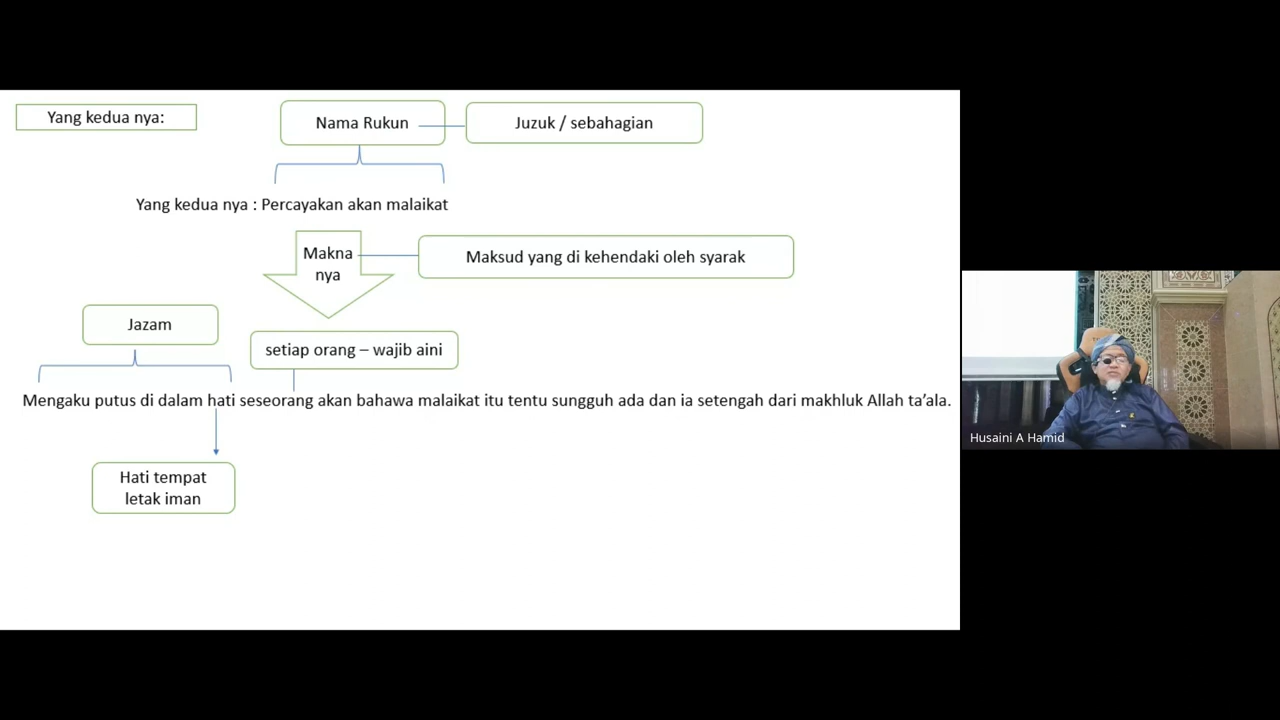 Yang kedua nya:
Nama Rukun
Juzuk / sebahagian
Yang kedua nya : Percayakan akan malaikat
Makna
nya
Maksud yang di kehendaki oleh syarak
Jazam
setiap orang – wajib aini
Mengaku putus di dalam hati seseorang akan bahawa malaikat itu tentu sungguh ada dan ia setengah dari makhluk Allah ta’ala.
Hati tempat
letak iman
Husaini A Hamid